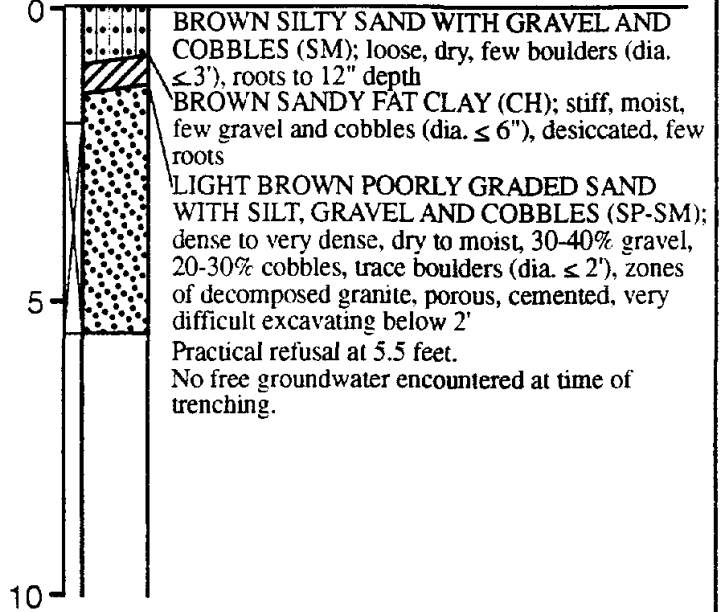 0
BROWN SILTY SAND WITH GRAVEL AND
COBBLES (SM); loose, dry, few boulders (dia.
≤3'), roots to 12" depth
BROWN SANDY FAT CLAY (CH); stiff, moist,
few gravel and cobbles (dia. ≤ 6"), desiccated, few
roots
LIGHT BROWN POORLY GRADED SAND
WITH SILT, GRAVEL AND COBBLES (SP-SM);
dense to very dense, dry to moist, 30-40% gravel,
20-30% cobbles, trace boulders (dia. ≤ 2'), zones
5
of decomposed granite, porous, cemented, very
difficult excavating below 2'
Practical refusal at 5.5 feet.
No free groundwater encountered at time of
trenching.
10